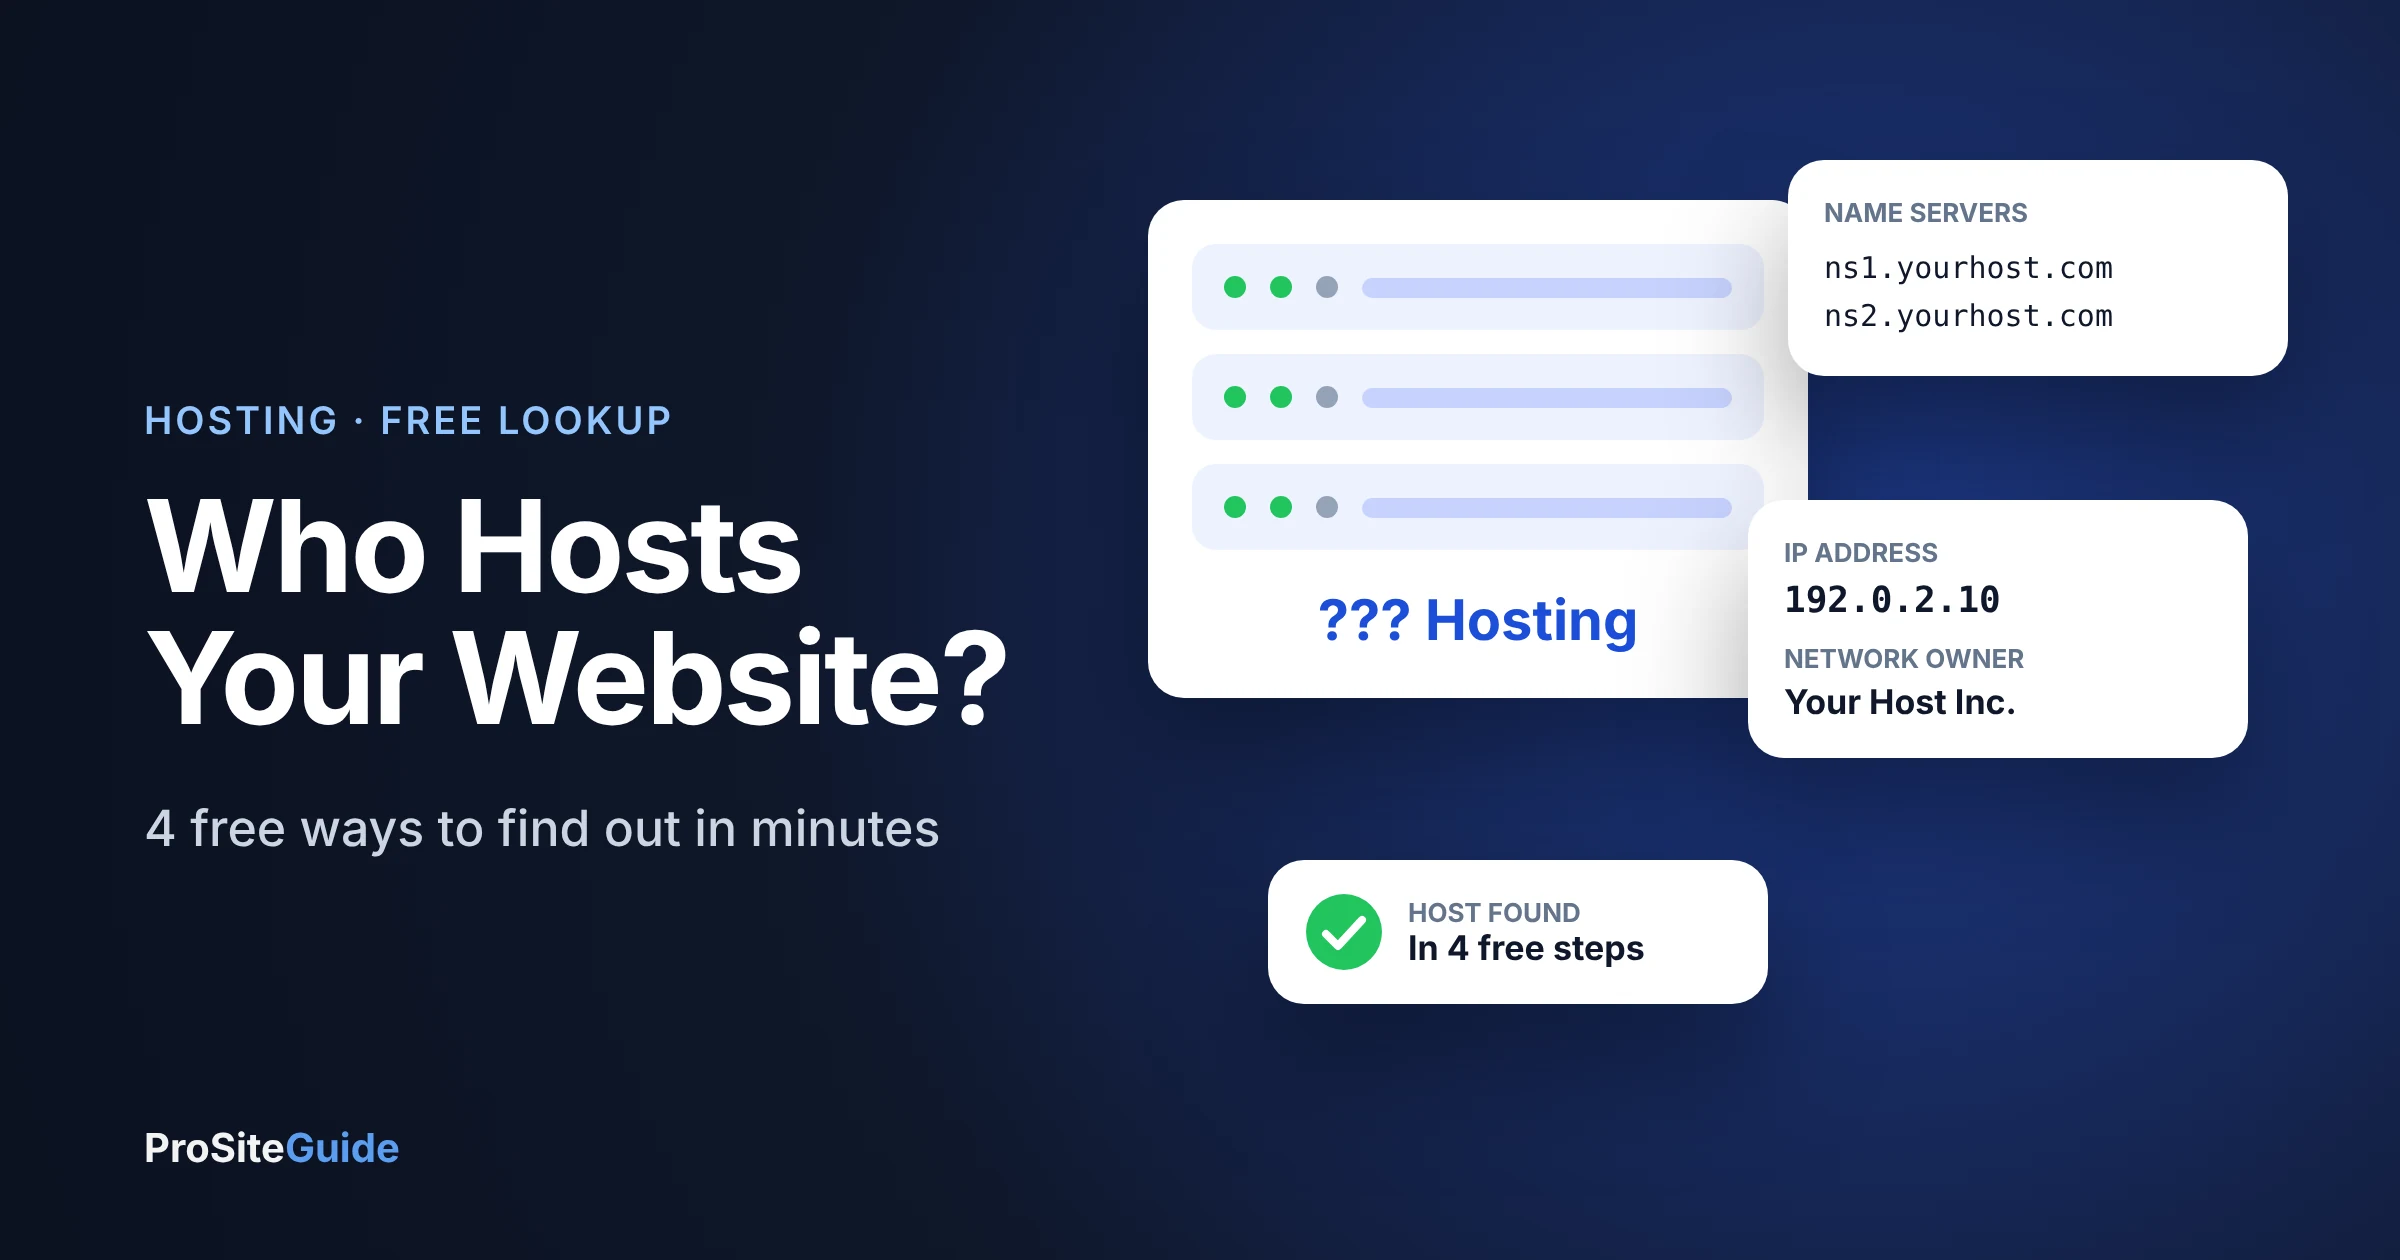 HOSTING · FREE LOOKUP
Who Hosts
Your Website?
4 free ways to find out in minutes
ProSiteGuide
??? Hosting
NAME SERVERS
ns1.yourhost.com
ns2.yourhost.com
IP ADDRESS
192.0.2.10
NETWORK OWNER
Your Host Inc.
HOST FOUND
In 4 free steps